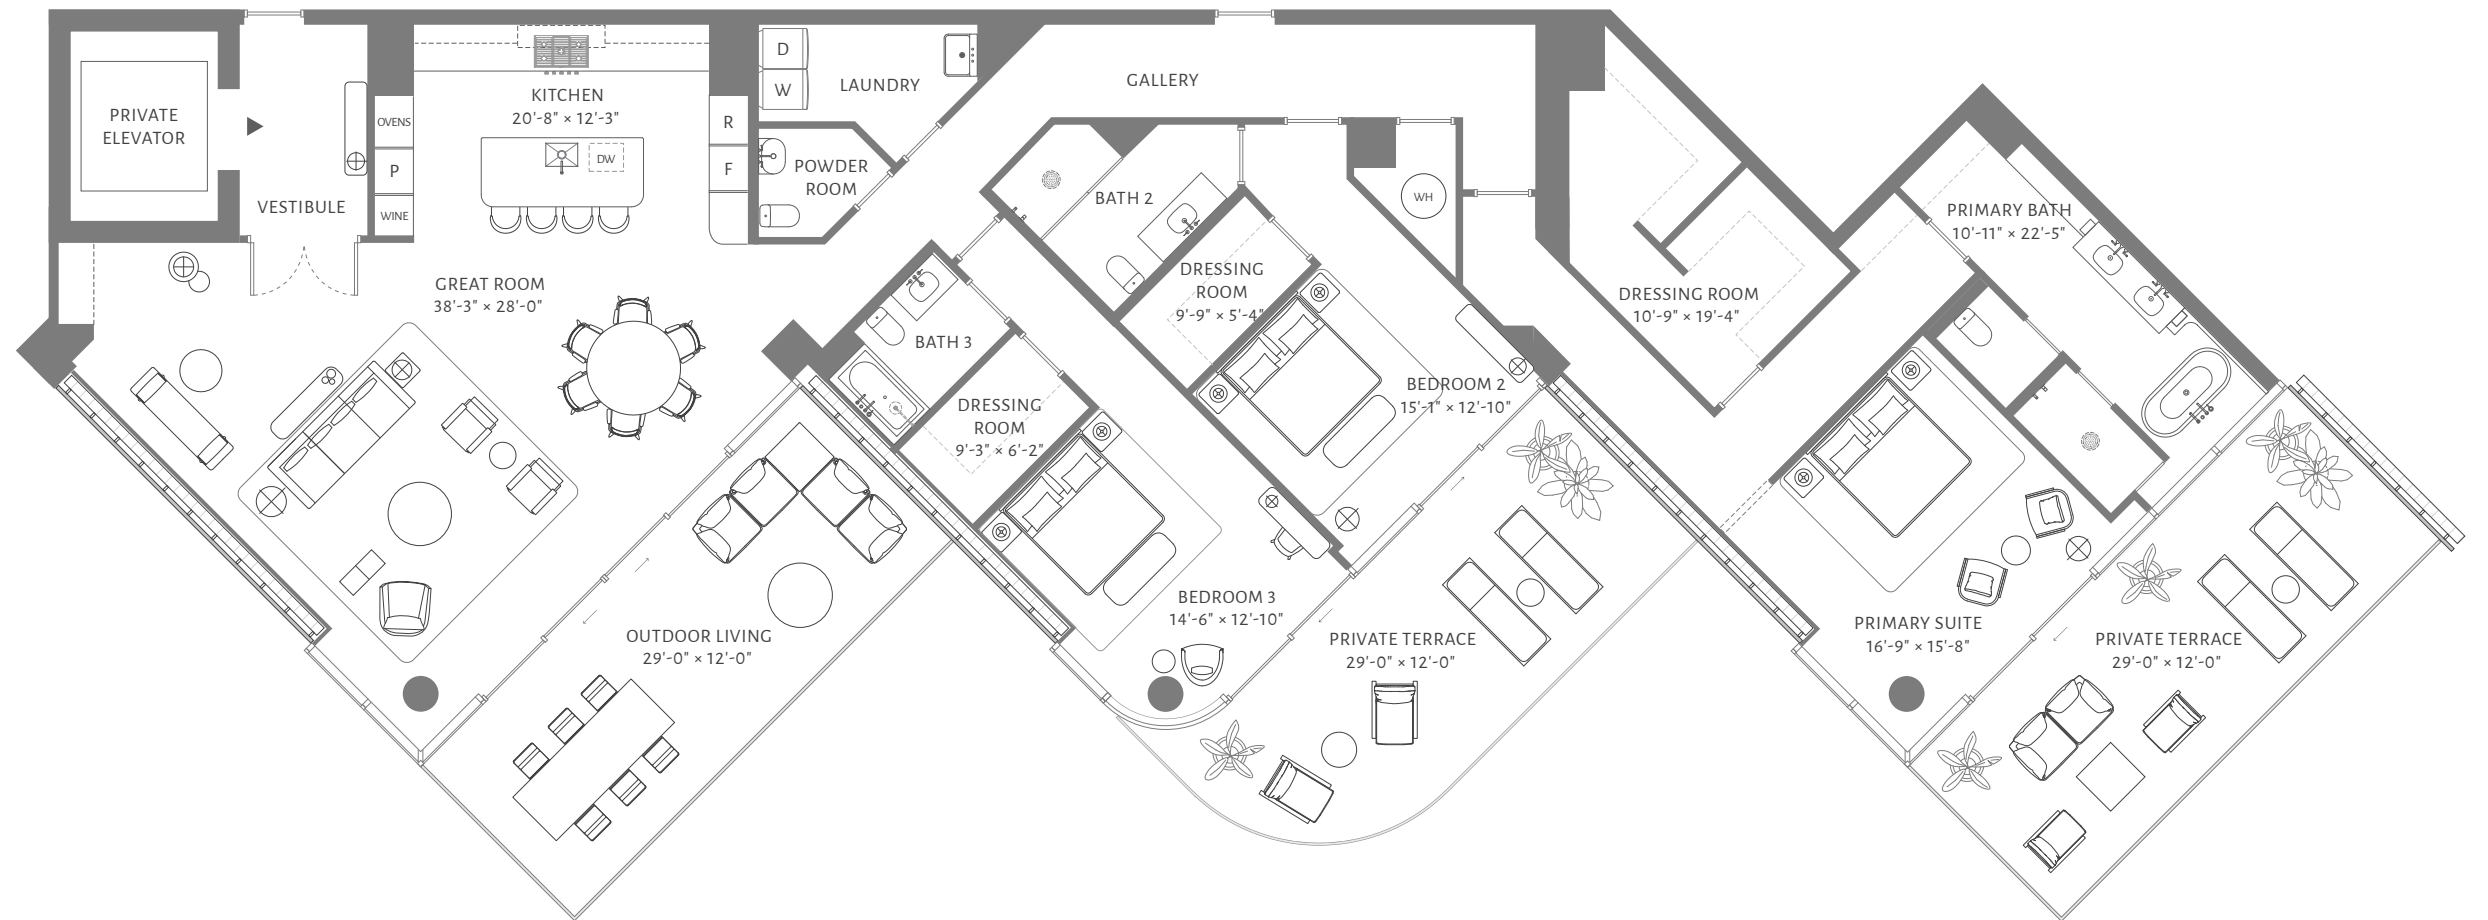 PRIVATE
ELEVATOR
VESTIBULE
OVENS
P
WINE
KITCHEN
20'-8" × 12'-3"
DW
R
F
D
W
LAUNDRY
POWDER
ROOM
GALLERY
GREAT ROOM
38'-3" × 28'-0"
OUTDOOR LIVING
29'-0" × 12'-0"
BATH 3
DRESSING
ROOM
9'-3" × 6'-2"
BEDROOM 3
14'-6" × 12'-10"
BATH 2
DRESSING
ROOM
9'-9" × 5'-4"
WH
BEDROOM 2
15'-1" × 12'-10"
PRIVATE TERRACE
29'-0" × 12'-0"
DRESSING ROOM
10'-9" × 19'-4"
PRIMARY BATH
10'-11" × 22'-5"
PRIMARY SUITE
16'-9" × 15'-8"
PRIVATE TERRACE
29'-0" × 12'-0"